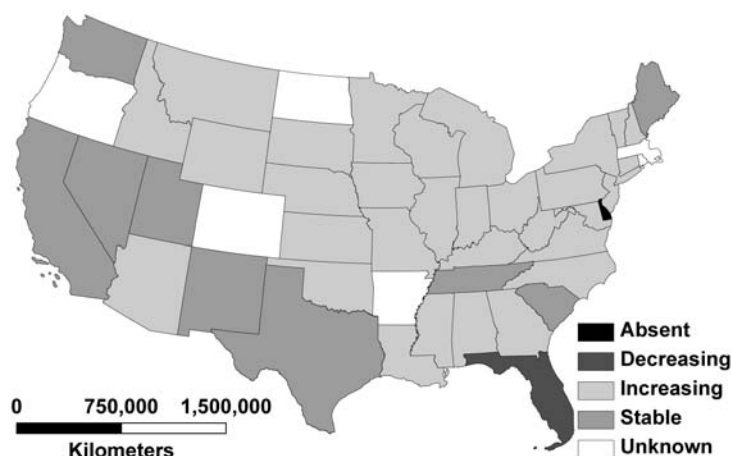 Absent
Decreasing
Increasing
Stable
Unknown
0 750,000 1,500,000
Kilometers